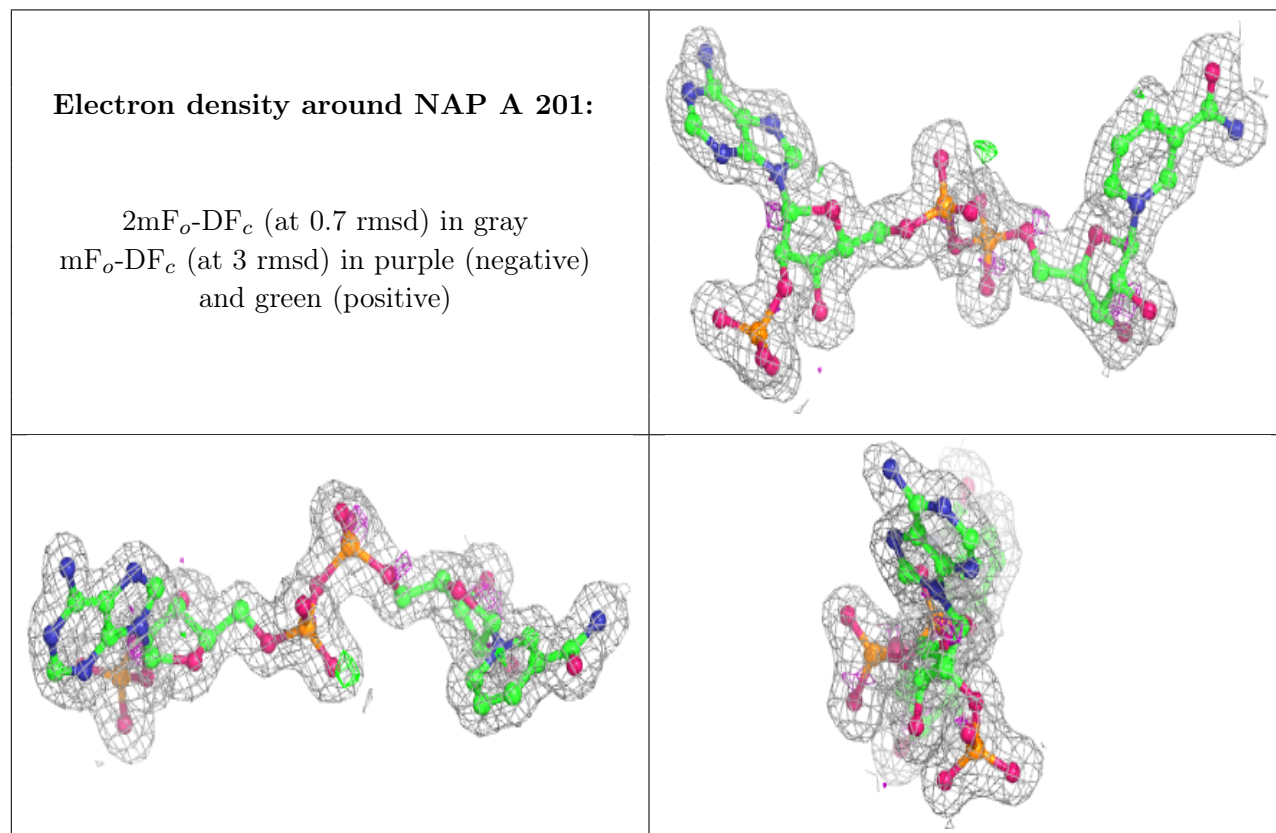 Electron density around NAP A 201:
2mFo-DFc (at 0.7 rmsd) in gray
mFo-DFc (at 3 rmsd) in purple (negative)
and green (positive)